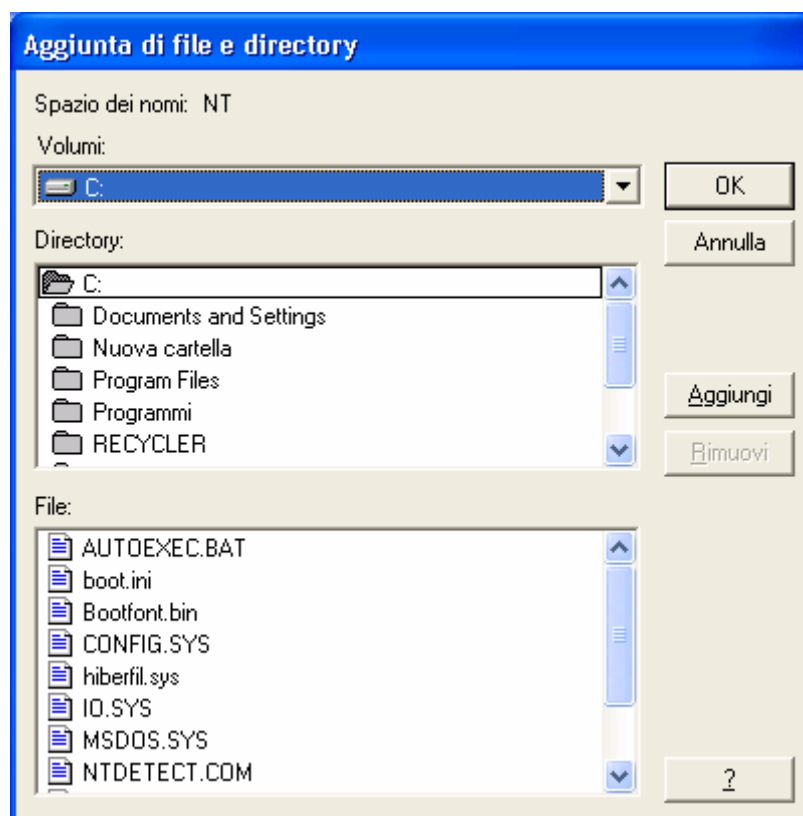 Aggiunta di file e directory
Spazio dei nomi: NT
Volumi:
C:
OK
Directory:
Annulla
C:
Documents and Settings
Nuova cartella
Program Files
Programmi
RECYCLER
Aggiungi
Rimuovi
File:
AUTOEXEC.BAT
boot.ini
Bootfont.bin
CONFIG.SYS
hiberfil.sys
IO.SYS
MSDOS.SYS
NTDETECT.COM
?